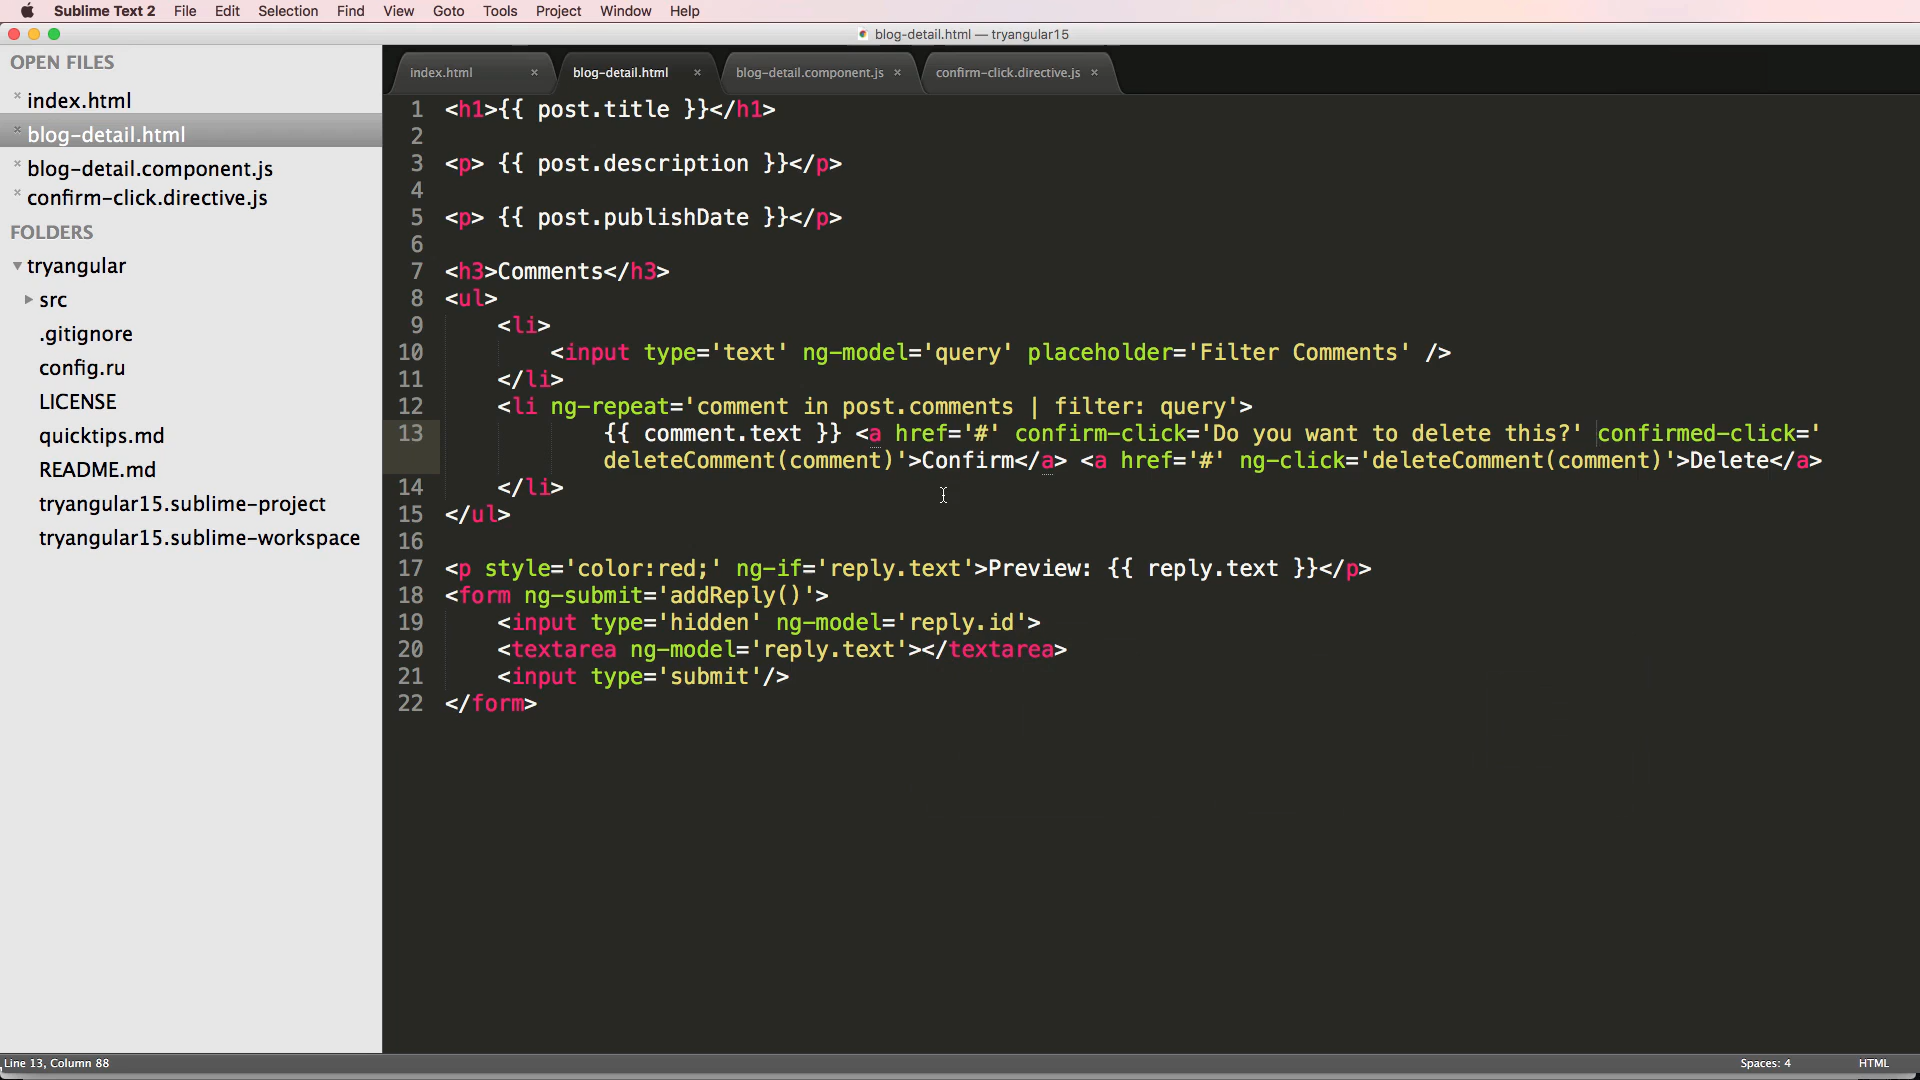 Sublime Text 2 File Edit Selection Find View Goto Tools Project Window Help
blog-detail.html — tryangular15
OPEN FILES
index.html
blog-detail.html
blog-detail.component.js
confirm-click.directive.js
FOLDERS
tryangular
src
.gitignore
config.ru
LICENSE
quicktips.md
README.md
tryangular15.sublime-project
tryangular15.sublime-workspace
index.html × blog-detail.html × blog-detail.component.js × confirm-click.directive.js ×
1 <h1>{{ post.title }}</h1>
2
3 <p> {{ post.description }}</p>
4
5 <p> {{ post.publishDate }}</p>
6
7 <h3>Comments</h3>
8 <ul>
9 <li>
10 <input type='text' ng-model='query' placeholder='Filter Comments' />
11 </li>
12 <li ng-repeat='comment in post.comments | filter: query'>
13 {{ comment.text }} <a href='#' confirm-click='Do you want to delete this?' confirmed-click='
deleteComment(comment)'>Confirm</a> <a href='#' ng-click='deleteComment(comment)'>Delete</a>
14 </li>
15 </ul>
16
17 <p style='color:red;' ng-if='reply.text'>Preview: {{ reply.text }}</p>
18 <form ng-submit='addReply()'>
19 <input type='hidden' ng-model='reply.id'>
20 <textarea ng-model='reply.text'></textarea>
21 <input type='submit'/>
22 </form>
Line 13, Column 88 Spaces: 4 HTML